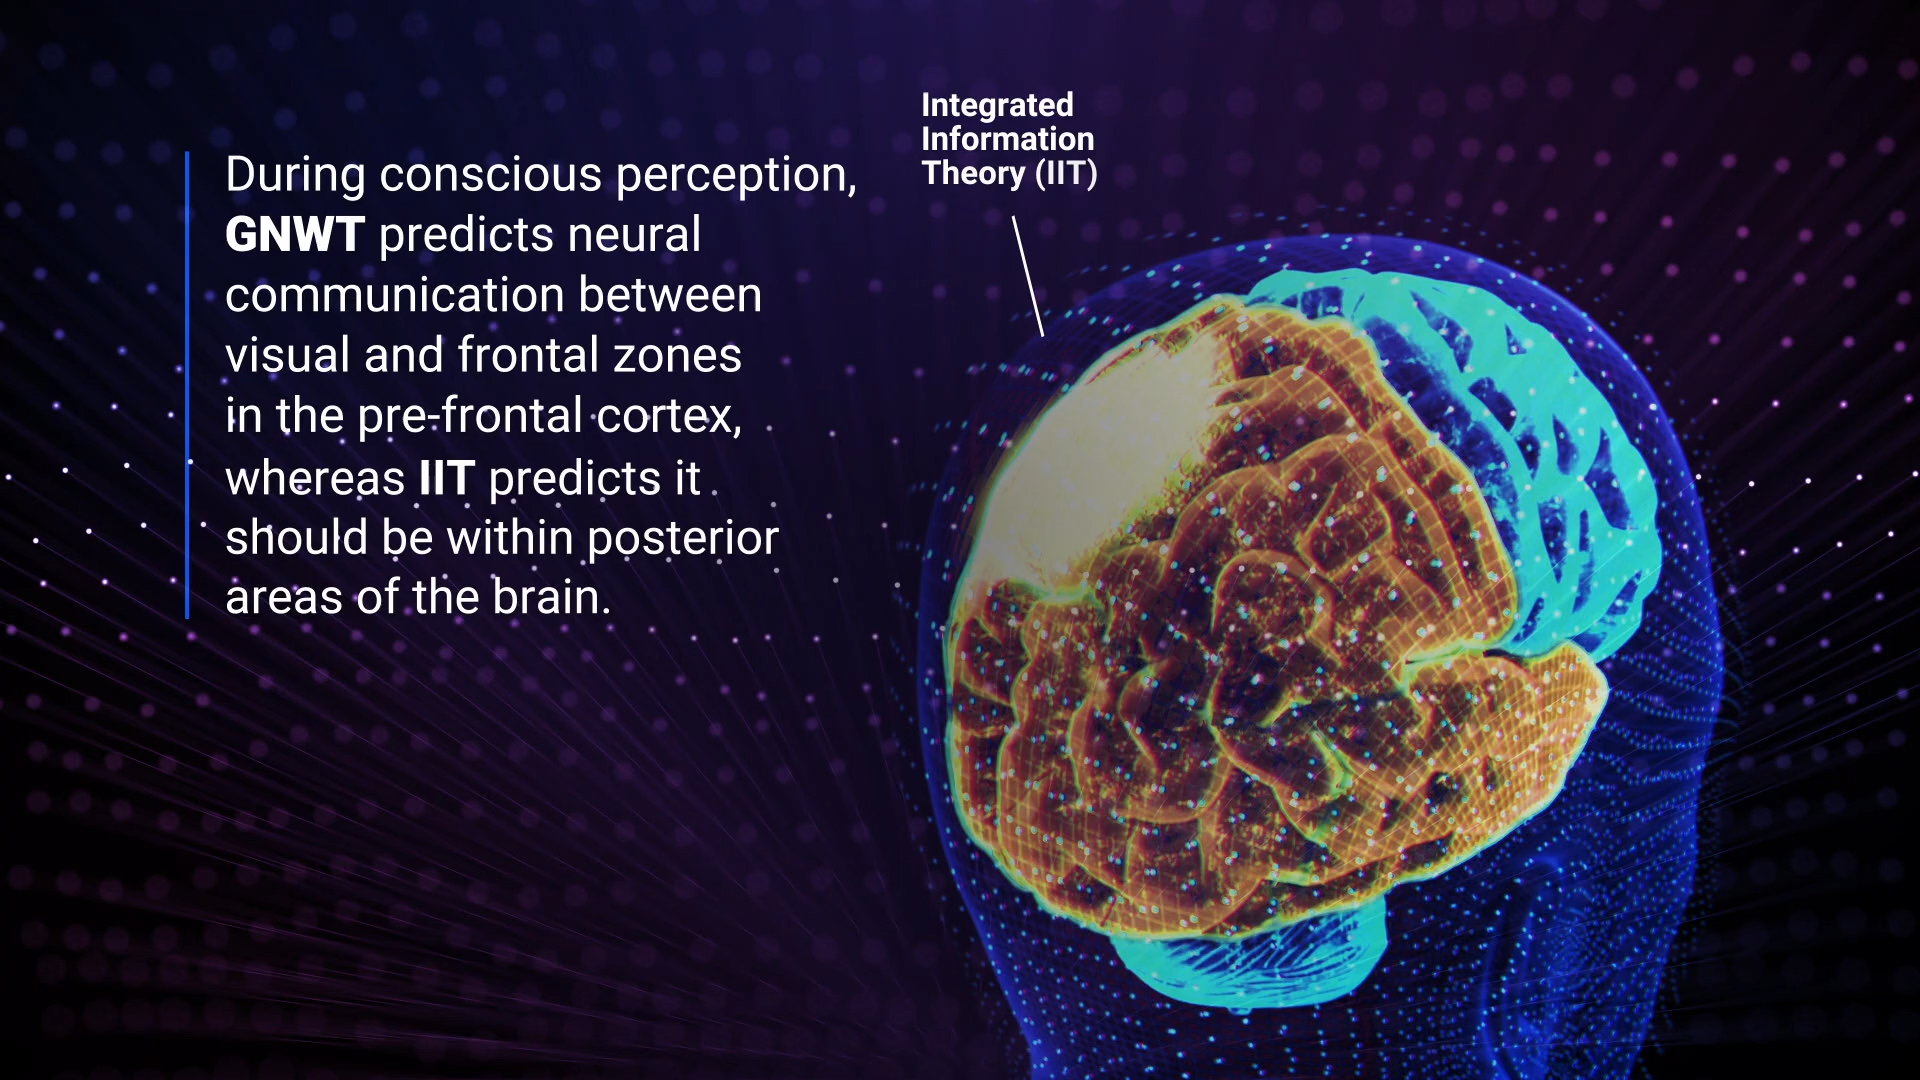 During conscious perception,
GNWT predicts neural
communication between
visual and frontal zones
in the pre-frontal cortex,
whereas IIT predicts it
should be within posterior
areas of the brain.
Integrated
Information
Theory (IIT)